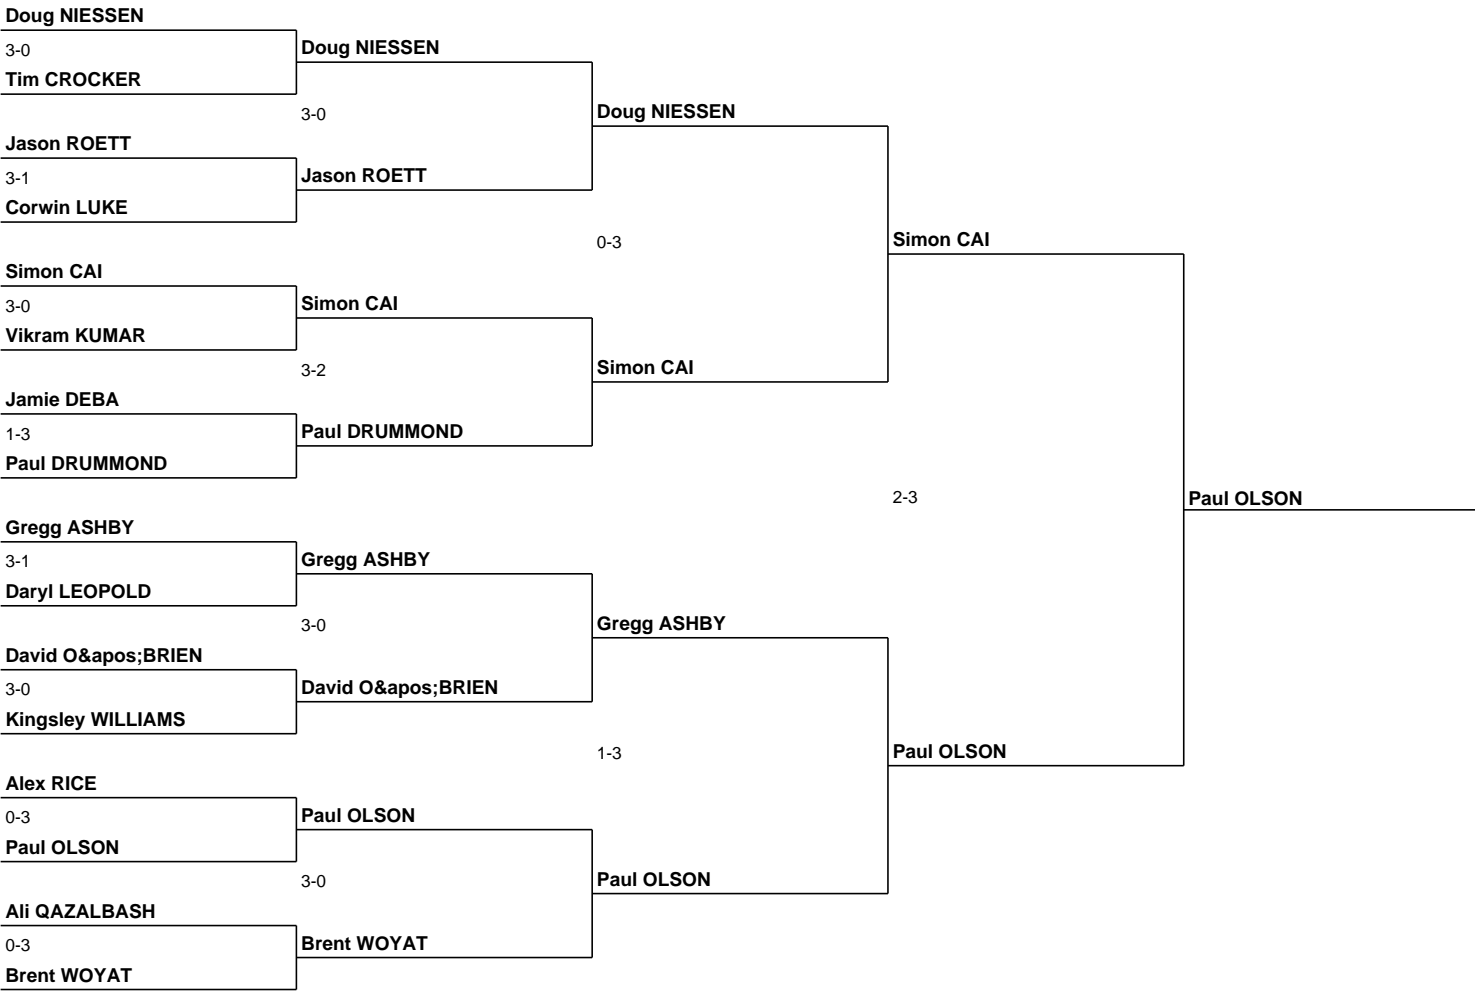 Doug NIESSEN
3-0
Tim CROCKER
Jason ROETT
3-1
Corwin LUKE
Simon CAI
3-0
Vikram KUMAR
Jamie DEBA
1-3
Paul DRUMMOND
Gregg ASHBY
3-1
Daryl LEOPOLD
David O&apos;BRIEN
3-0
Kingsley WILLIAMS
Alex RICE
0-3
Paul OLSON
Ali QAZALBASH
0-3
Brent WOYAT
Doug NIESSEN
3-0
Jason ROETT
Simon CAI
3-2
Paul DRUMMOND
Gregg ASHBY
3-0
David O&apos;BRIEN
Paul OLSON
3-0
Brent WOYAT
Doug NIESSEN
0-3
Simon CAI
Gregg ASHBY
1-3
Paul OLSON
Simon CAI
2-3
Paul OLSON
Paul OLSON